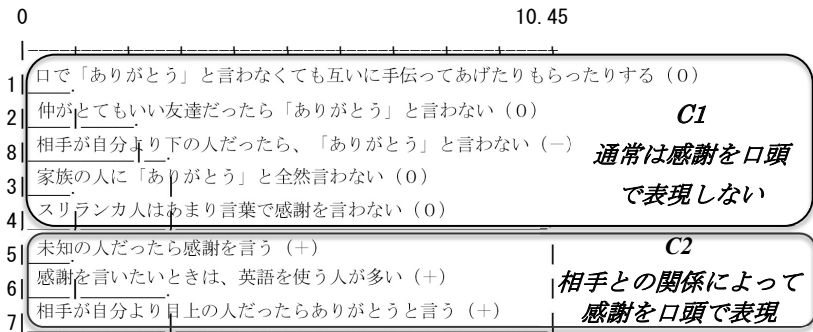 0 10.45
|----+----+----+----+----+----+----+----+----+----+
1| 口で「ありがとう」と言わなくても互いに手伝ってあげたりもらったりする（0）
2| 仲がとてもいい友達だったら「ありがとう」と言わない（0）
8| 相手が自分より下の人だったら、「ありがとう」と言わない（－）
3| 家族の人に「ありがとう」と全然言わない（0）
4| スリランカ人はあまり言葉で感謝を言わない（0）
C1
通常は感謝を口頭
で表現しない
5| 未知の人だったら感謝を言う（+）
6| 感謝を言いたいときは、英語を使う人が多い（+）
7| 相手が自分より目上の人だったらありがとうと言う（+）
C2
相手との関係によって
感謝を口頭で表現